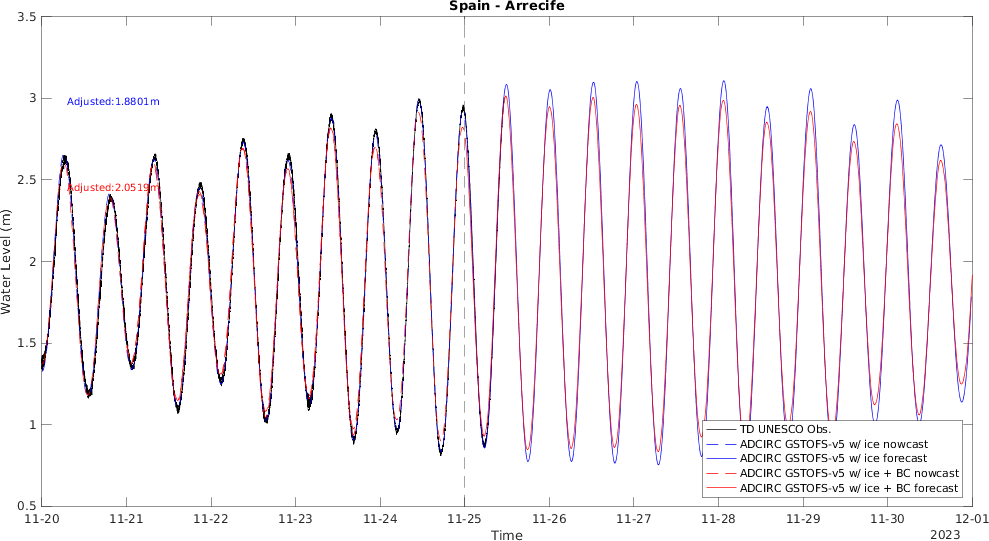 Spain - Arrecife
3.5
3
2.5
2
1.5
1
0.5
Water Level (m)
Adjusted:1.8801m
Adjusted:2.0519m
TD UNESCO Obs.
ADCIRC GSTOFS-v5 w/ ice nowcast
ADCIRC GSTOFS-v5 w/ ice forecast
ADCIRC GSTOFS-v5 w/ ice + BC nowcast
ADCIRC GSTOFS-v5 w/ ice + BC forecast
11-20 11-21 11-22 11-23 11-24 11-25 11-26 11-27 11-28 11-29 11-30 12-01
Time
2023